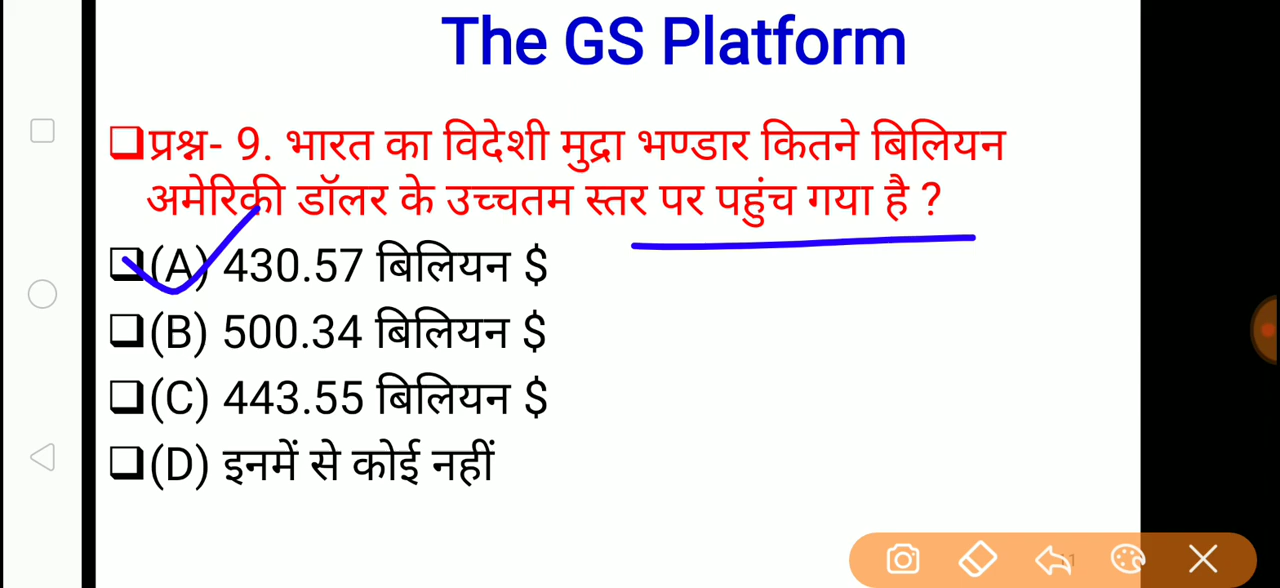 The GS Platform
❑प्रश्न- 9. भारत का विदेशी मुद्रा भण्डार कितने बिलियन
अमेरिकी डॉलर के उच्चतम स्तर पर पहुंच गया है ?
❑(A) 430.57 बिलियन $
❑(B) 500.34 बिलियन $
❑(C) 443.55 बिलियन $
❑(D) इनमें से कोई नहीं